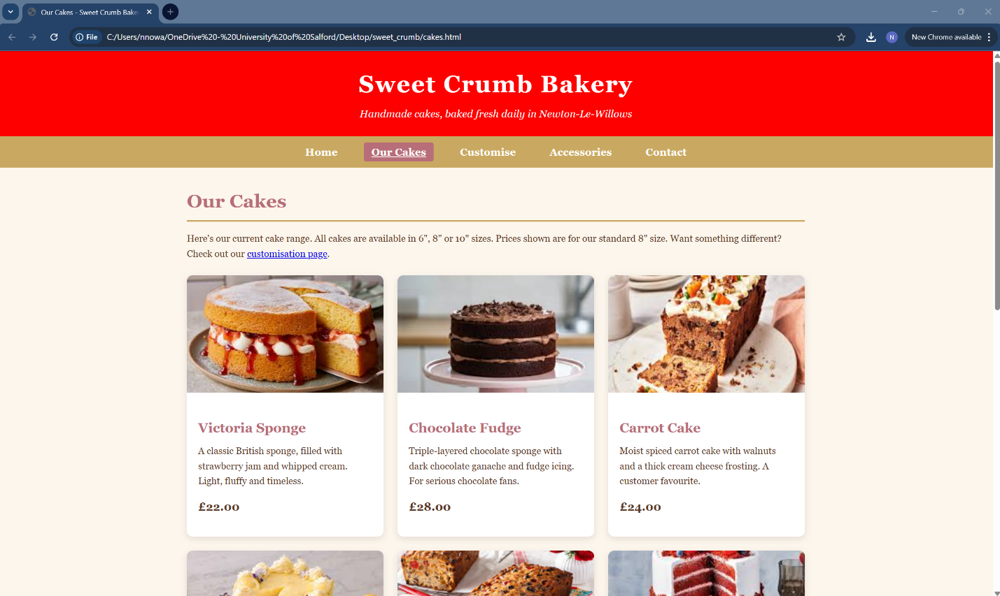 Our Cakes - Sweet Crumb Bake
File
C:/Users/nnowa/OneDrive%20-%20University%20of%20Salford/Desktop/sweet_crumb/cakes.html
N
New Chrome available
Sweet Crumb Bakery
Handmade cakes, baked fresh daily in Newton-Le-Willows
Home Our Cakes Customise Accessories Contact
Our Cakes
Here's our current cake range. All cakes are available in 6", 8" or 10" sizes. Prices shown are for our standard 8" size. Want something different?
Check out our customisation page.
Victoria Sponge
A classic British sponge, filled with
strawberry jam and whipped cream.
Light, fluffy and timeless.
£22.00
Chocolate Fudge
Triple-layered chocolate sponge with
dark chocolate ganache and fudge icing.
For serious chocolate fans.
£28.00
Carrot Cake
Moist spiced carrot cake with walnuts
and a thick cream cheese frosting. A
customer favourite.
£24.00